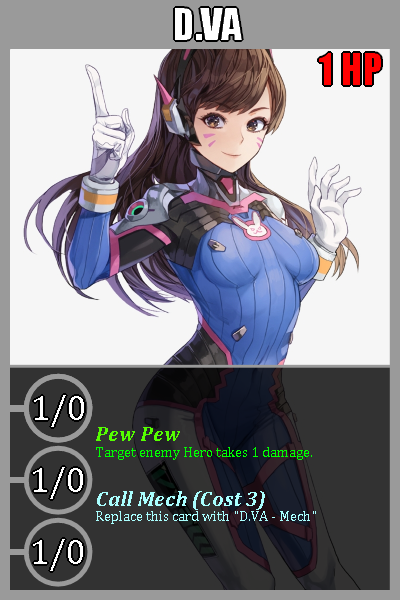 D.VA
1 HP
1/0
Pew Pew
Target enemy Hero takes 1 damage.
1/0
Call Mech (Cost 3)
Replace this card with "D.VA - Mech"
1/0